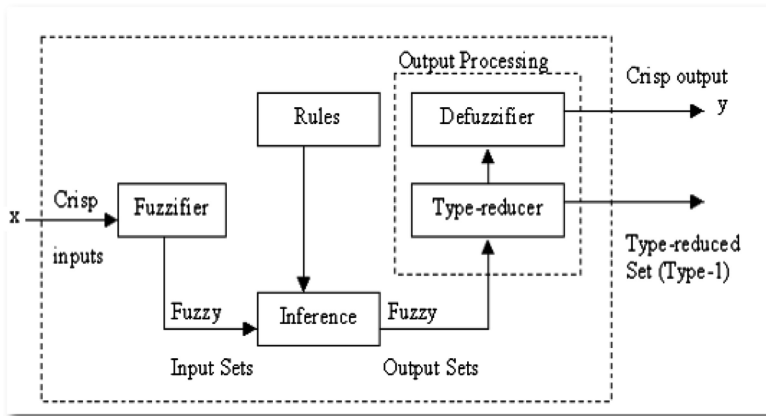 Output Processing
Crisp output
y
Rules
Defuzzifier
x
Crisp
inputs
Fuzzifier
Type-reducer
Type-reduced
Set (Type-1)
Fuzzy
Input Sets
Inference
Fuzzy
Output Sets